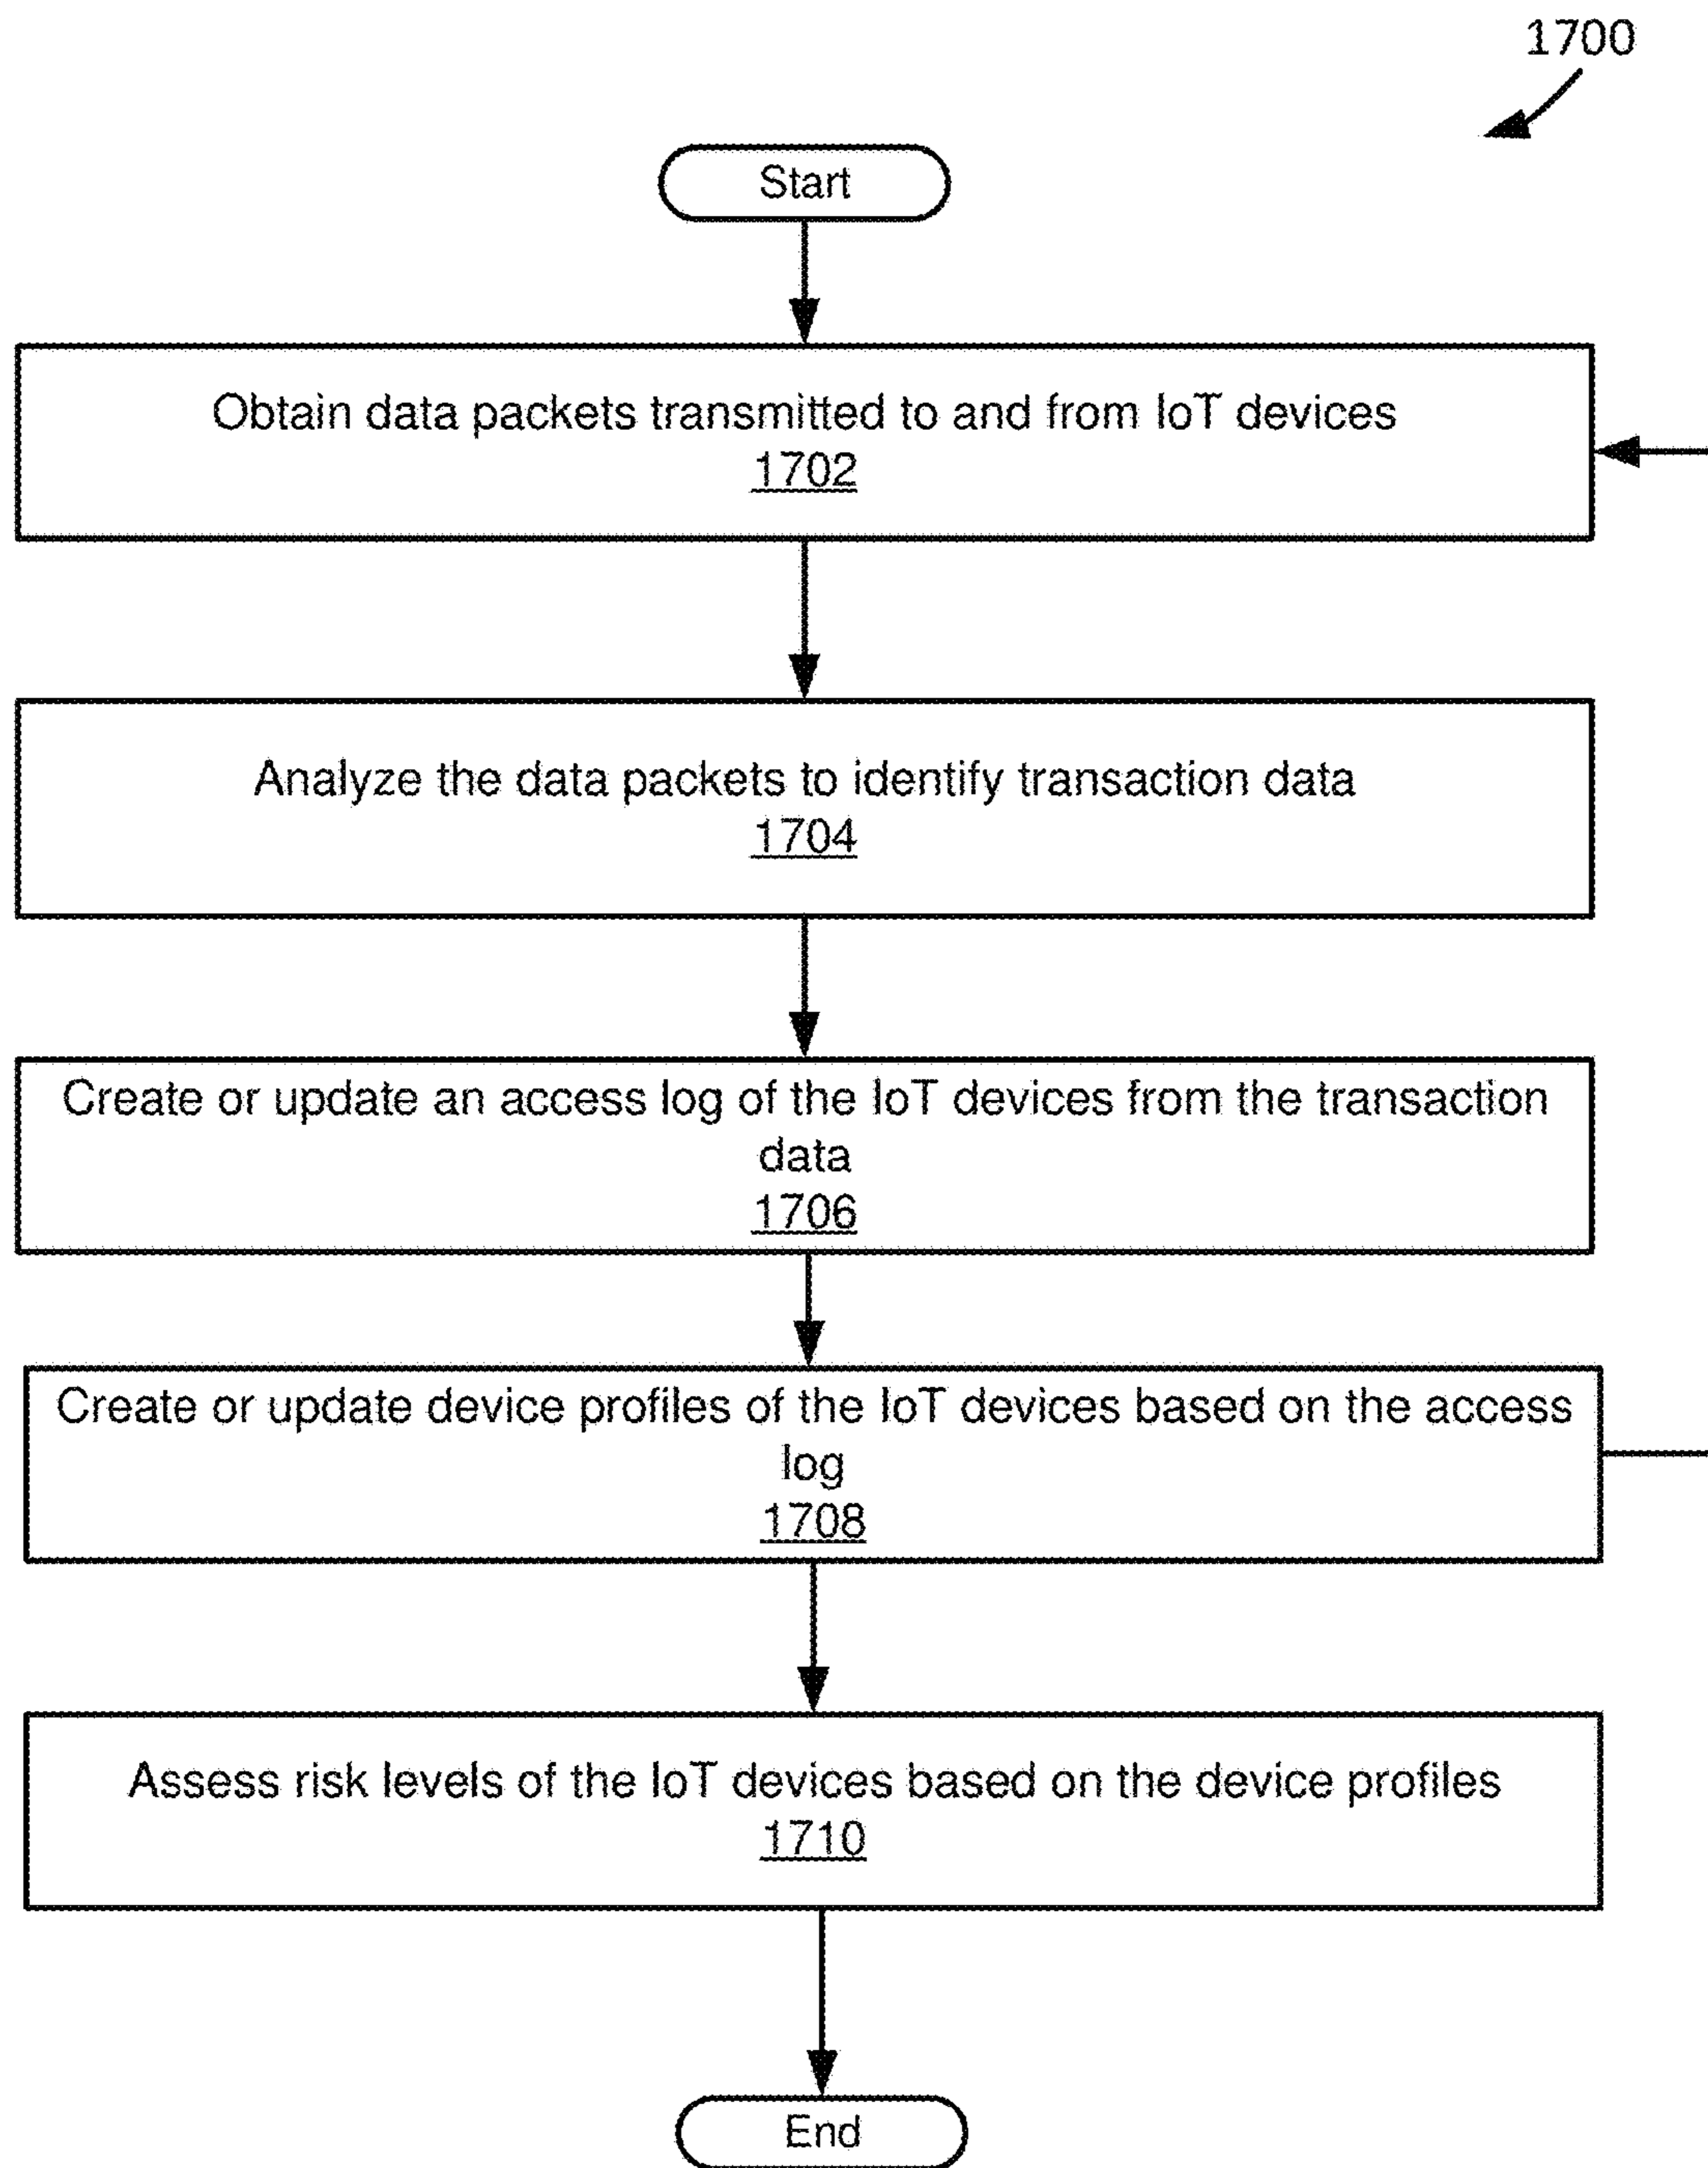 1700
Start
Obtain data packets transmitted to and from IoT devices
1702
Analyze the data packets to identify transaction data
1704
Create or update an access log of the IoT devices from the transaction
data
1706
Create or update device profiles of the IoT devices based on the access
log
1708
Assess risk levels of the IoT devices based on the device profiles
1710
End